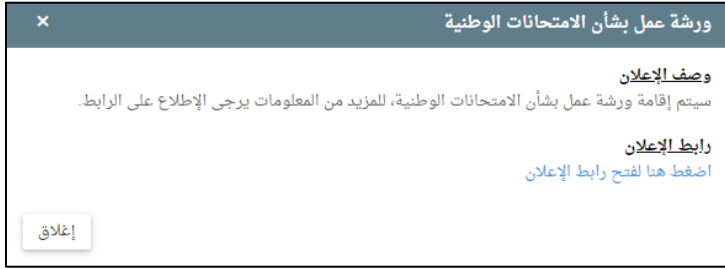 ورشة عمل بشأن الامتحانات الوطنية ×
وصف الإعلان
سيتم إقامة ورشة عمل بشأن الامتحانات الوطنية، للمزيد من المعلومات يرجى الإطلاع على الرابط.
رابط الإعلان
اضغط هنا لفتح رابط الإعلان
إغلاق